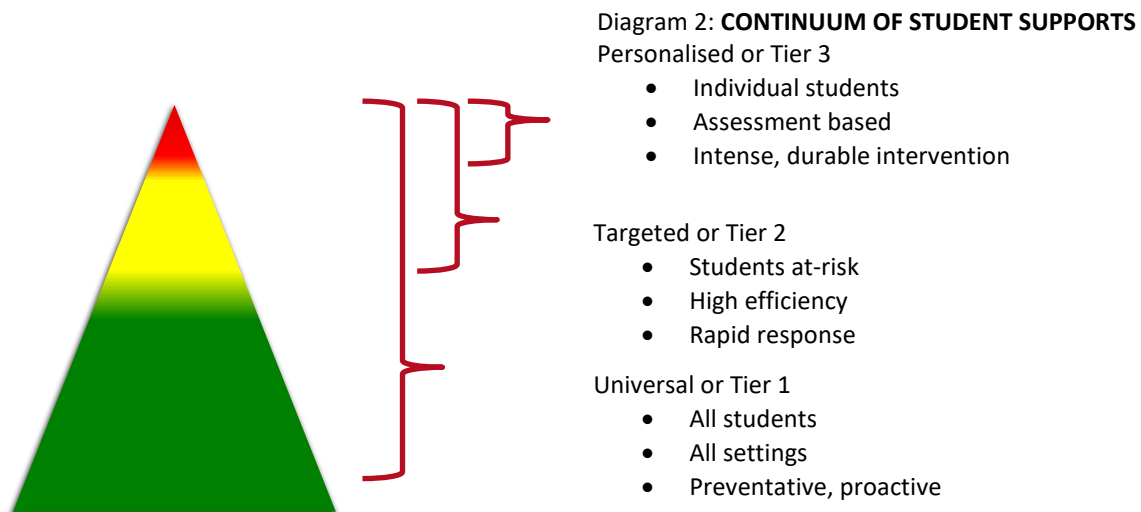 Diagram 2: CONTINUUM OF STUDENT SUPPORTS
Personalised or Tier 3
• Individual students
• Assessment based
• Intense, durable intervention
Targeted or Tier 2
• Students at-risk
• High efficiency
• Rapid response
Universal or Tier 1
• All students
• All settings
• Preventative, proactive